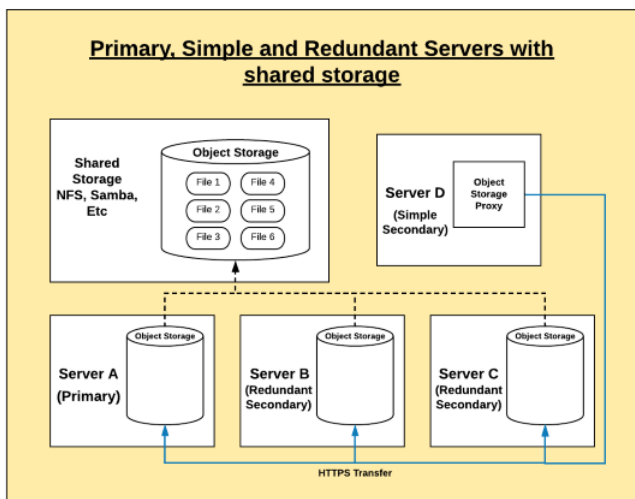 Primary, Simple and Redundant Servers with
shared storage
Shared
Storage
NFS, Samba,
Etc
Object Storage
File 1
File 4
File 2
File 5
File 3
File 6
Server D
(Simple
Secondary)
Object
Storage
Proxy
Server A
(Primary)
Object Storage
Server B
(Redundant
Secondary)
Object Storage
Server C
(Redundant
Secondary)
Object Storage
HTTPS Transfer